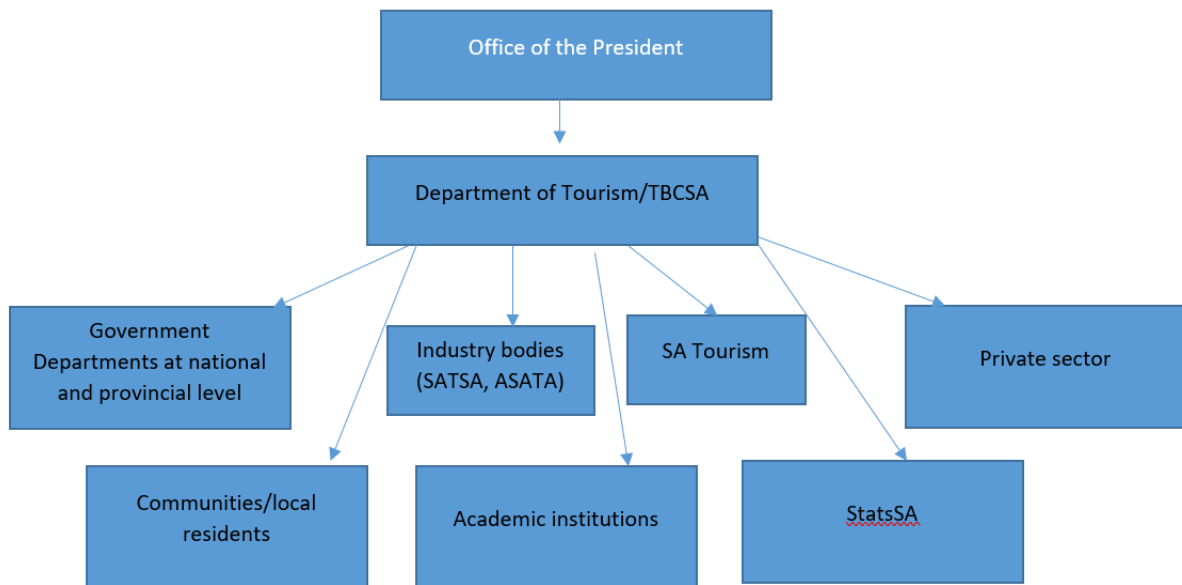 Office of the President
Department of Tourism/TBCSA
Government
Departments at national
and provincial level
Industry bodies
(SATSA, ASATA)
SA Tourism
Private sector
Communities/local
residents
Academic institutions
StatsSA